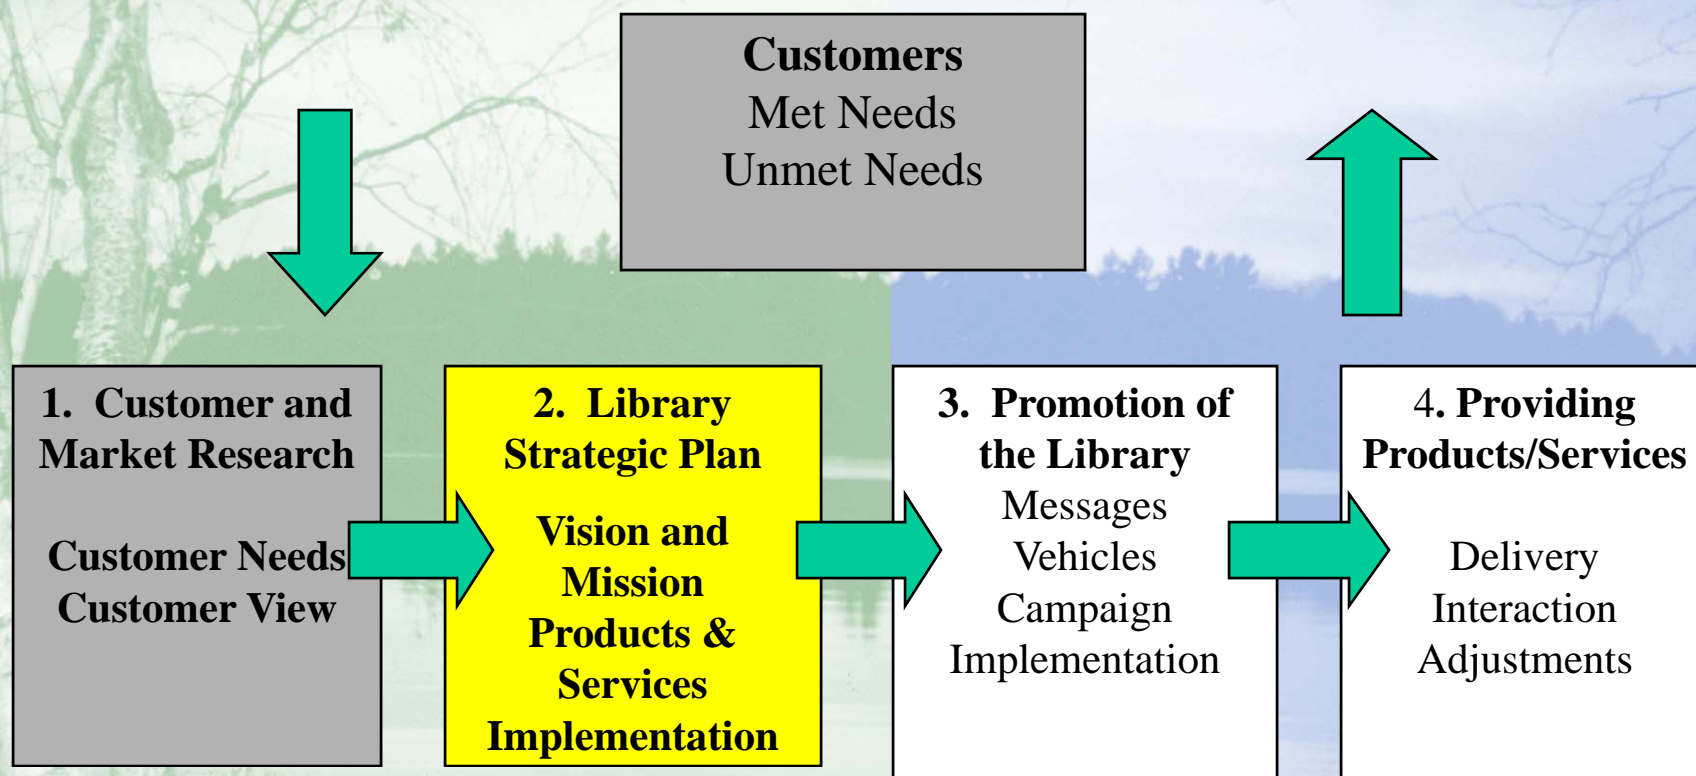 Customers
Met Needs
Unmet Needs
1. Customer and
Market Research
Customer Needs
Customer View
2. Library
Strategic Plan
Vision and
Mission
Products &
Services
Implementation
3. Promotion of
the Library
Messages
Vehicles
Campaign
Implementation
4. Providing
Products/Services
Delivery
Interaction
Adjustments